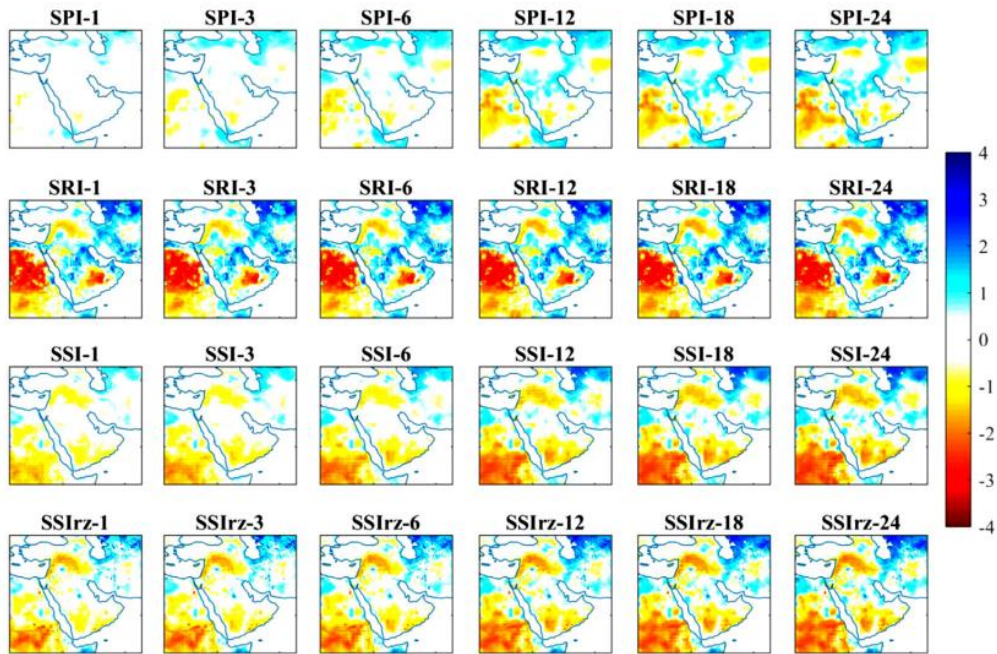 SPI-1 SPI-3 SPI-6 SPI-12 SPI-18 SPI-24
SRI-1 SRI-3 SRI-6 SRI-12 SRI-18 SRI-24
SSI-1 SSI-3 SSI-6 SSI-12 SSI-18 SSI-24
SSIrz-1 SSIrz-3 SSIrz-6 SSIrz-12 SSIrz-18 SSIrz-24
4
3
2
1
0
-1
-2
-3
-4